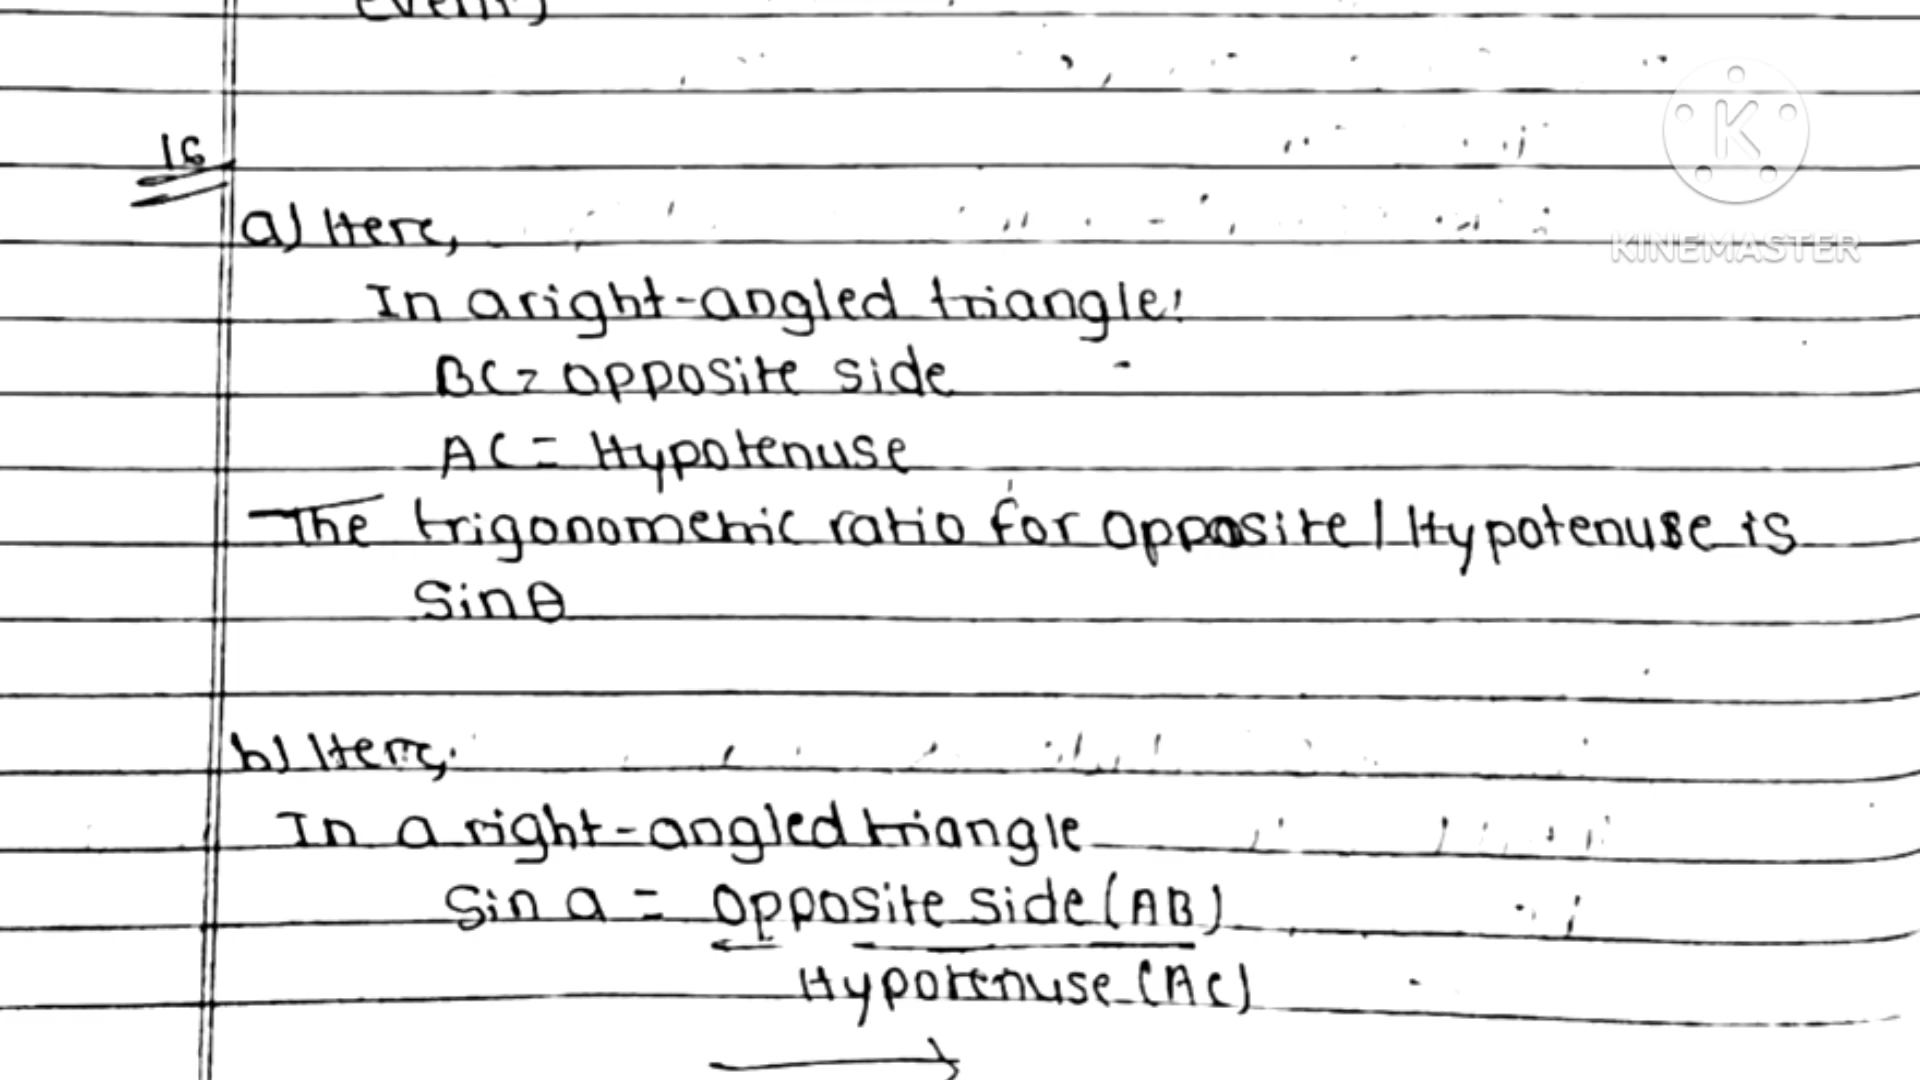 16
a) Here,
In a right-angled triangle:
BC= opposite side
AC = Hypotenuse
The trigonometric ratio for opposite / Hypotenuse is
Sinθ
b) Here,
In a right-angled triangle
Sin a = opposite side (AB)
Hypotenuse (AC)
K
KINEMASTER